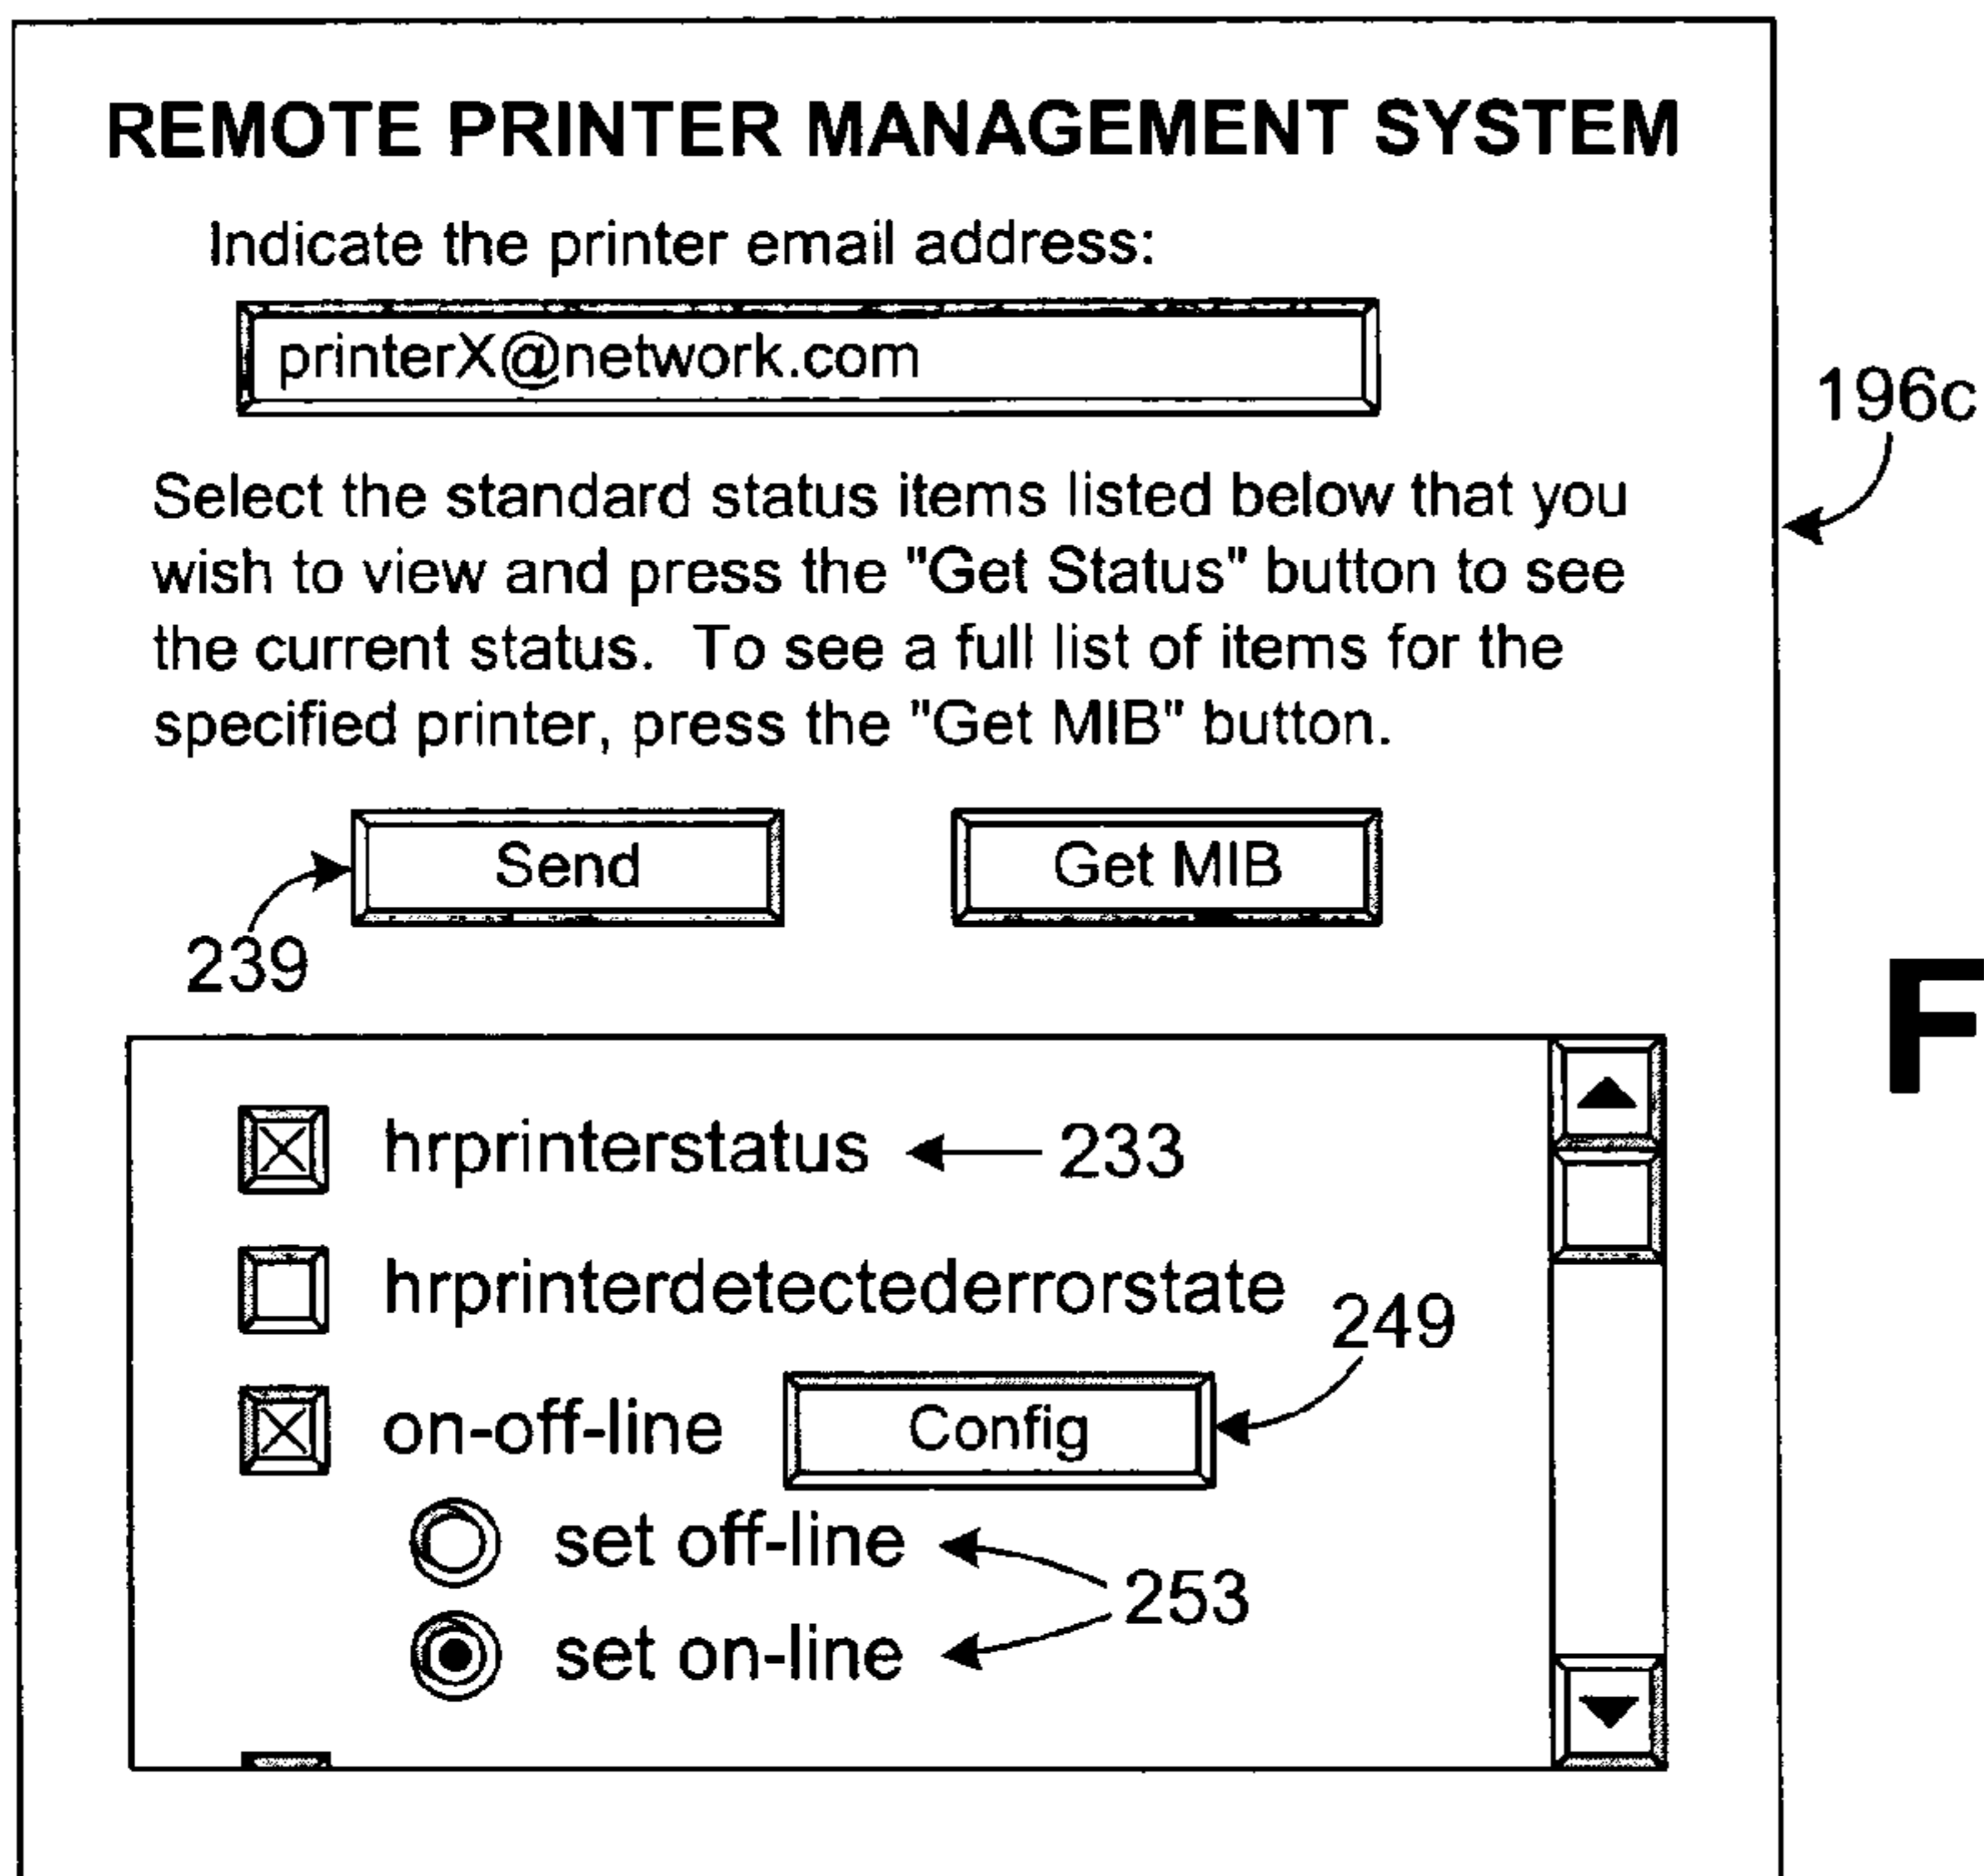 REMOTE PRINTER MANAGEMENT SYSTEM
Indicate the printer email address:
printerX@network.com
196c
Select the standard status items listed below that you
wish to view and press the "Get Status" button to see
the current status.  To see a full list of items for the
specified printer, press the "Get MIB" button.
Send
Get MIB
239
F
hrprinterstatus
233
hrprinterdetectederrorstate
249
on-off-line
Config
set off-line
253
set on-line